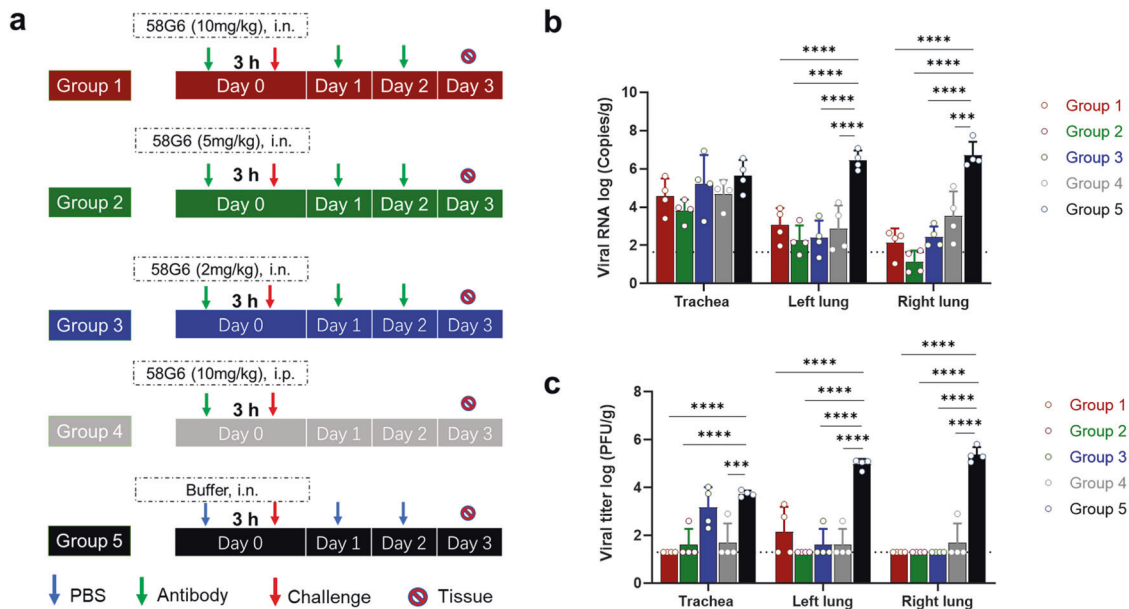 a
58G6 (10mg/kg), i.n.
3 h
Group 1
Day 0 Day 1 Day 2 Day 3
58G6 (5mg/kg), i.n.
3 h
Group 2
Day 0 Day 1 Day 2 Day 3
58G6 (2mg/kg), i.n.
3 h
Group 3
Day 0 Day 1 Day 2 Day 3
58G6 (10mg/kg), i.p.
3 h
Group 4
Day 0 Day 1 Day 2 Day 3
Buffer, i.n.
3 h
Group 5
Day 0 Day 1 Day 2 Day 3
PBS Antibody Challenge Tissue
b
Viral RNA log (Copies/g)
10
8
6
4
2
0
**** ****
**** ****
**** ****
**** ***
Trachea Left lung Right lung
Group 1
Group 2
Group 3
Group 4
Group 5
c
Viral titer log (PFU/g)
8
6
4
2
0
**** **** ****
**** **** ****
*** **** ****
**** ****
Trachea Left lung Right lung
Group 1
Group 2
Group 3
Group 4
Group 5